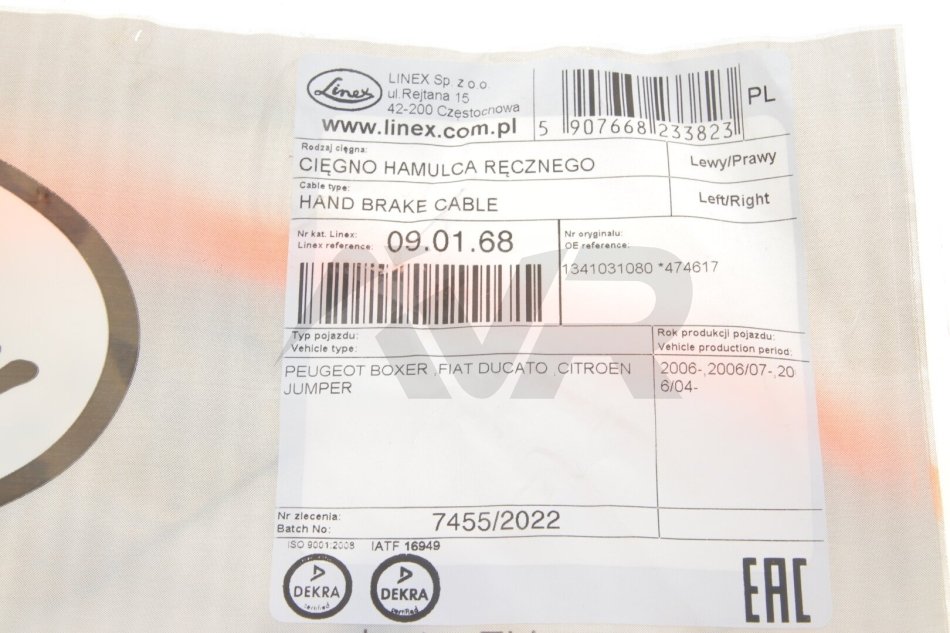 Linex
LINEX Sp. z o.o.
ul.Rejtana 15
42-200 Częstochowa
www.linex.com.pl
5 907668 233823
PL
Rodzaj cięgna:
CIĘGNO HAMULCA RĘCZNEGO
Lewy/Prawy
Cable type:
HAND BRAKE CABLE
Left/Right
Nr kat. Linex:
Linex reference:
09.01.68
Nr oryginału:
OE reference:
1341031080 *474617
AVR
Typ pojazdu:
Vehicle type:
Rok produkcji pojazdu:
Vehicle production period:
PEUGEOT BOXER ,FIAT DUCATO ,CITROEN
JUMPER
2006-,2006/07-,200
6/04-
Nr zlecenia:
Batch No:
7455/2022
ISO 9001:2008
IATF 16949
DEKRA
certified
DEKRA
certified
EAC